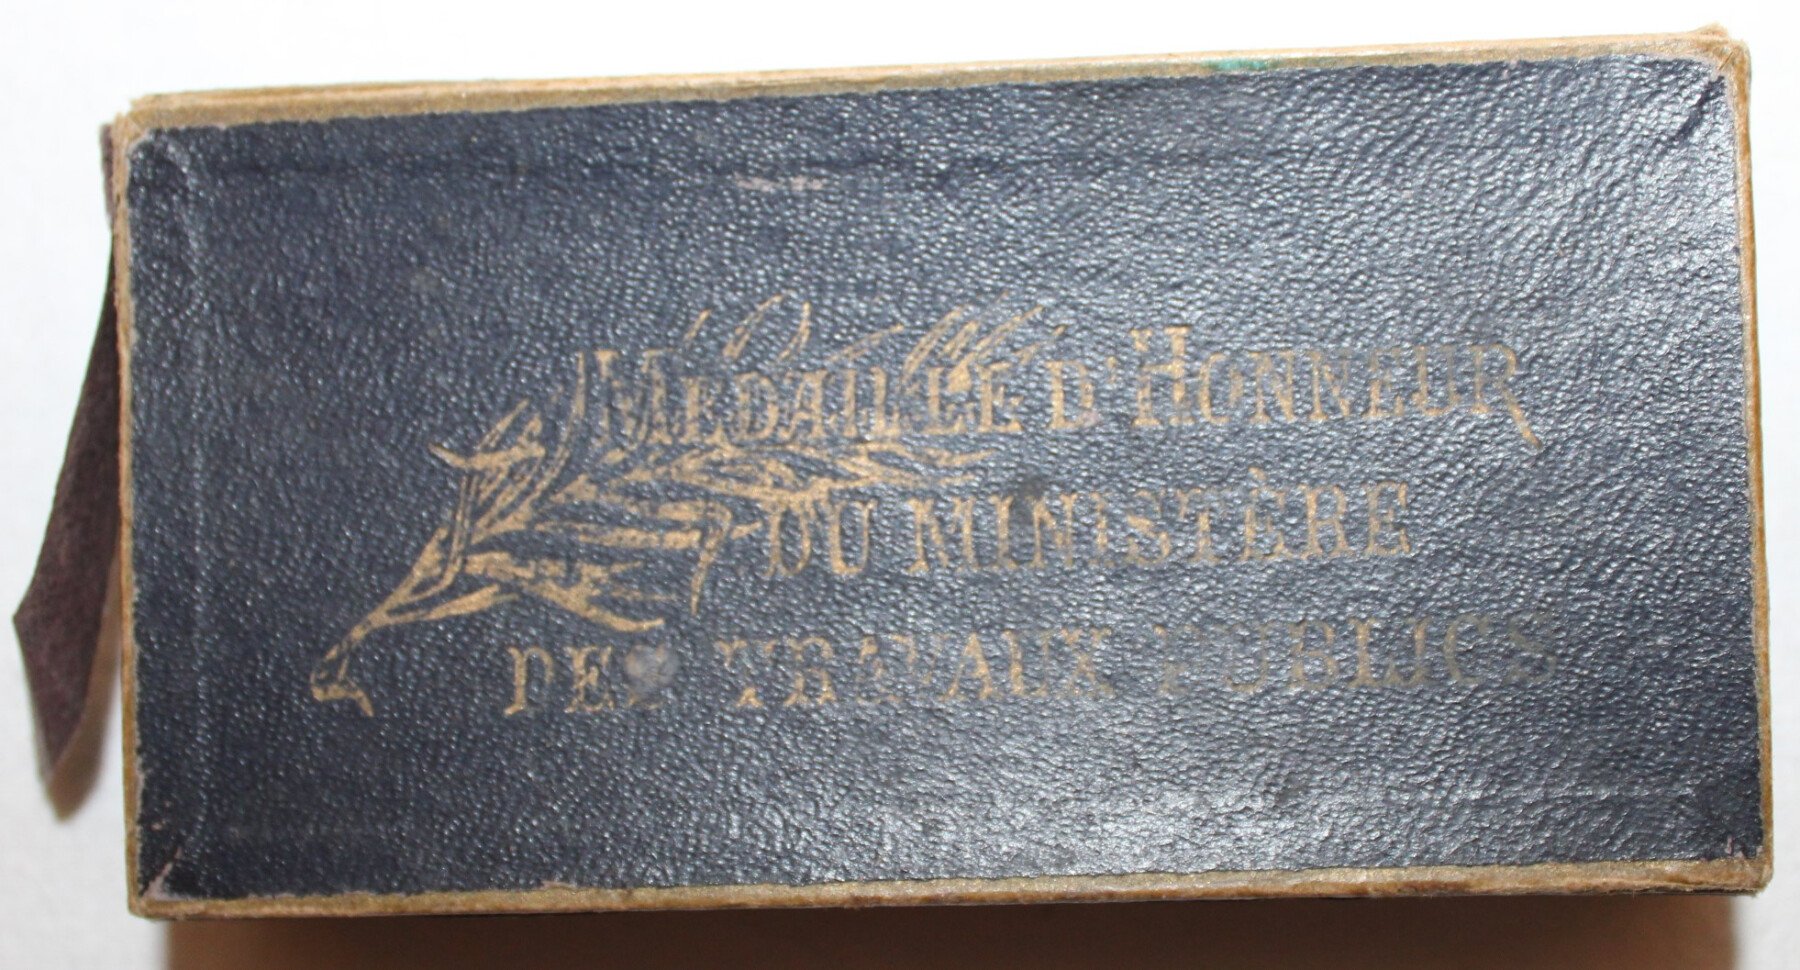 MÉDAILLE D'HONNEUR
DU MINISTÈRE
DES TRAVAUX PUBLICS